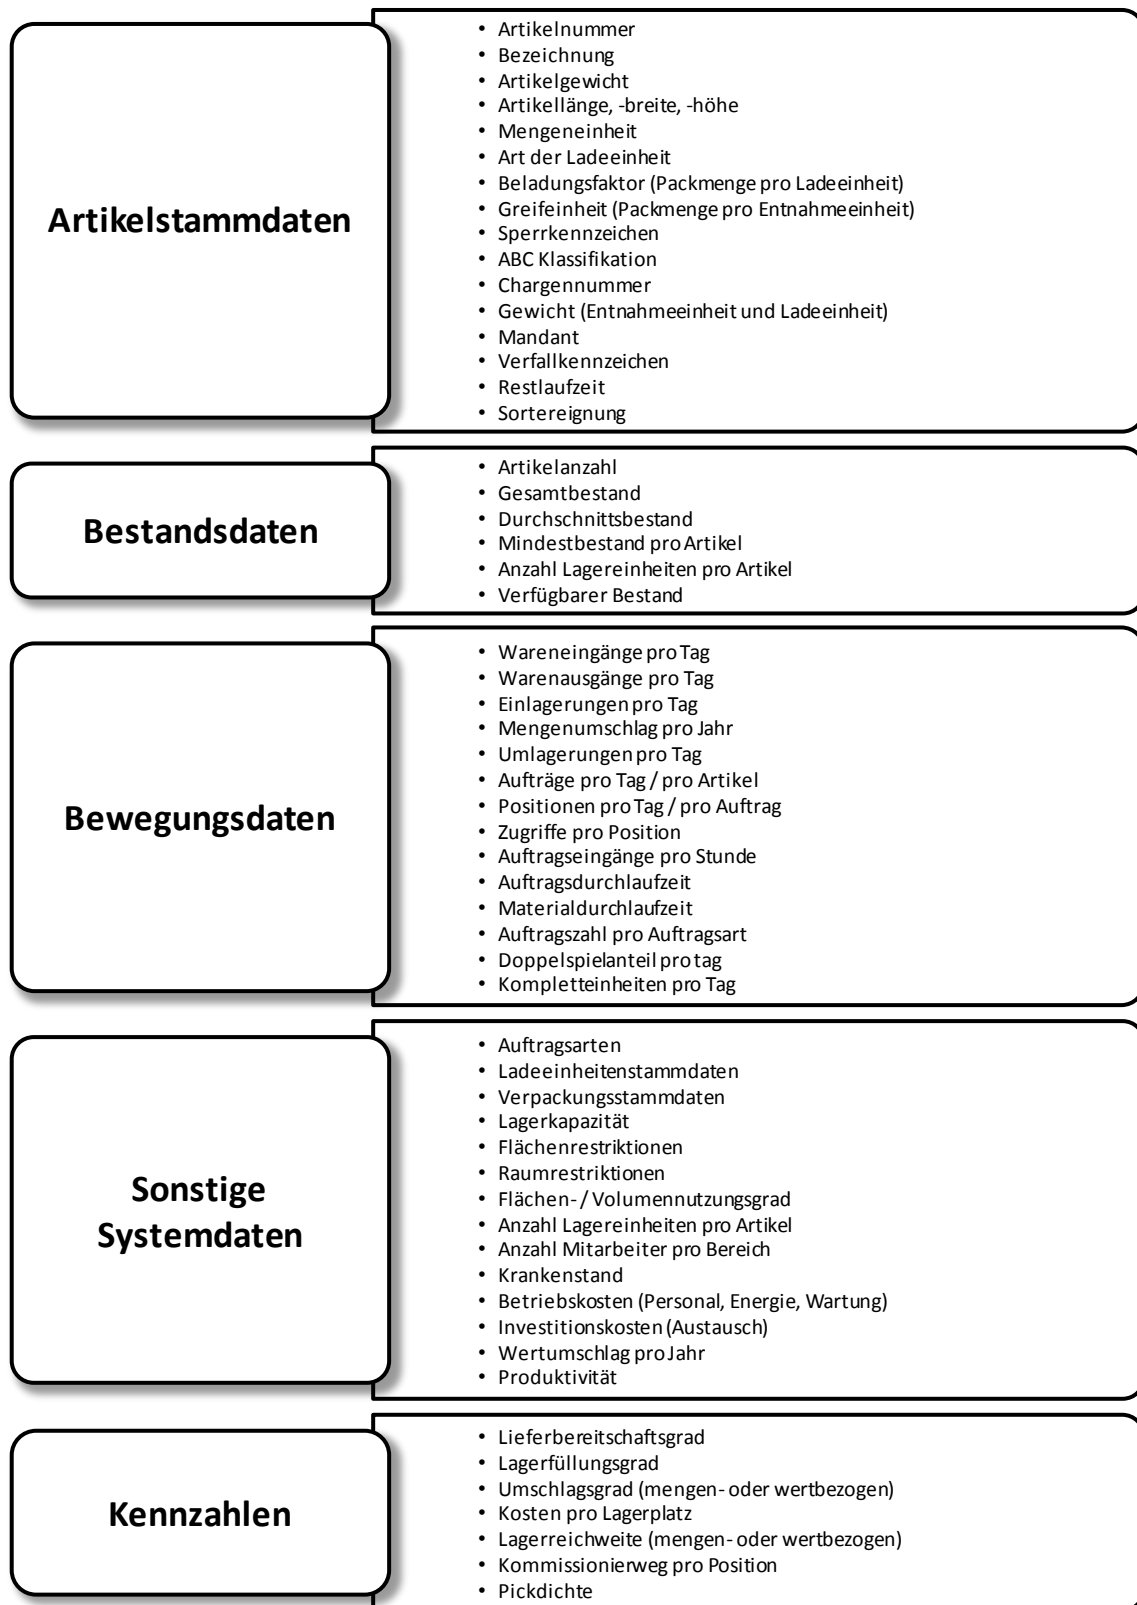 Artikelstammdaten
• Artikelnummer
• Bezeichnung
• Artikelgewicht
• Artikellänge, -breite, -höhe
• Mengeneinheit
• Art der Ladeeinheit
• Beladungsfaktor (Packmenge pro Ladeeinheit)
• Greifeinheit (Packmenge pro Entnahmeeinheit)
• Sperrkennzeichen
• ABC Klassifikation
• Chargennummer
• Gewicht (Entnahmeeinheit und Ladeeinheit)
• Mandant
• Verfallkennzeichen
• Restlaufzeit
• Sortereignung
Bestandsdaten
• Artikelanzahl
• Gesamtbestand
• Durchschnittsbestand
• Mindestbestand pro Artikel
• Anzahl Lagereinheiten pro Artikel
• Verfügbarer Bestand
Bewegungsdaten
• Wareneingänge pro Tag
• Warenausgänge pro Tag
• Einlagerungen pro Tag
• Mengenumschlag pro Jahr
• Umlagerungen pro Tag
• Aufträge pro Tag / pro Artikel
• Positionen pro Tag / pro Auftrag
• Zugriffe pro Position
• Auftragseingänge pro Stunde
• Auftragsdurchlaufzeit
• Materialdurchlaufzeit
• Auftragszahl pro Auftragsart
• Doppelspielanteil pro tag
• Kompletteinheiten pro Tag
Sonstige
Systemdaten
• Auftragsarten
• Ladeeinheitenstammdaten
• Verpackungsstammdaten
• Lagerkapazität
• Flächenrestriktionen
• Raumrestriktionen
• Flächen- / Volumennutzungsgrad
• Anzahl Lagereinheiten pro Artikel
• Anzahl Mitarbeiter pro Bereich
• Krankenstand
• Betriebskosten (Personal, Energie, Wartung)
• Investitionskosten (Austausch)
• Wertumschlag pro Jahr
• Produktivität
Kennzahlen
• Lieferbereitschaftsgrad
• Lagerfüllungsgrad
• Umschlagsgrad (mengen- oder wertbezogen)
• Kosten pro Lagerplatz
• Lagerreichweite (mengen- oder wertbezogen)
• Kommissionierweg pro Position
• Pickdichte